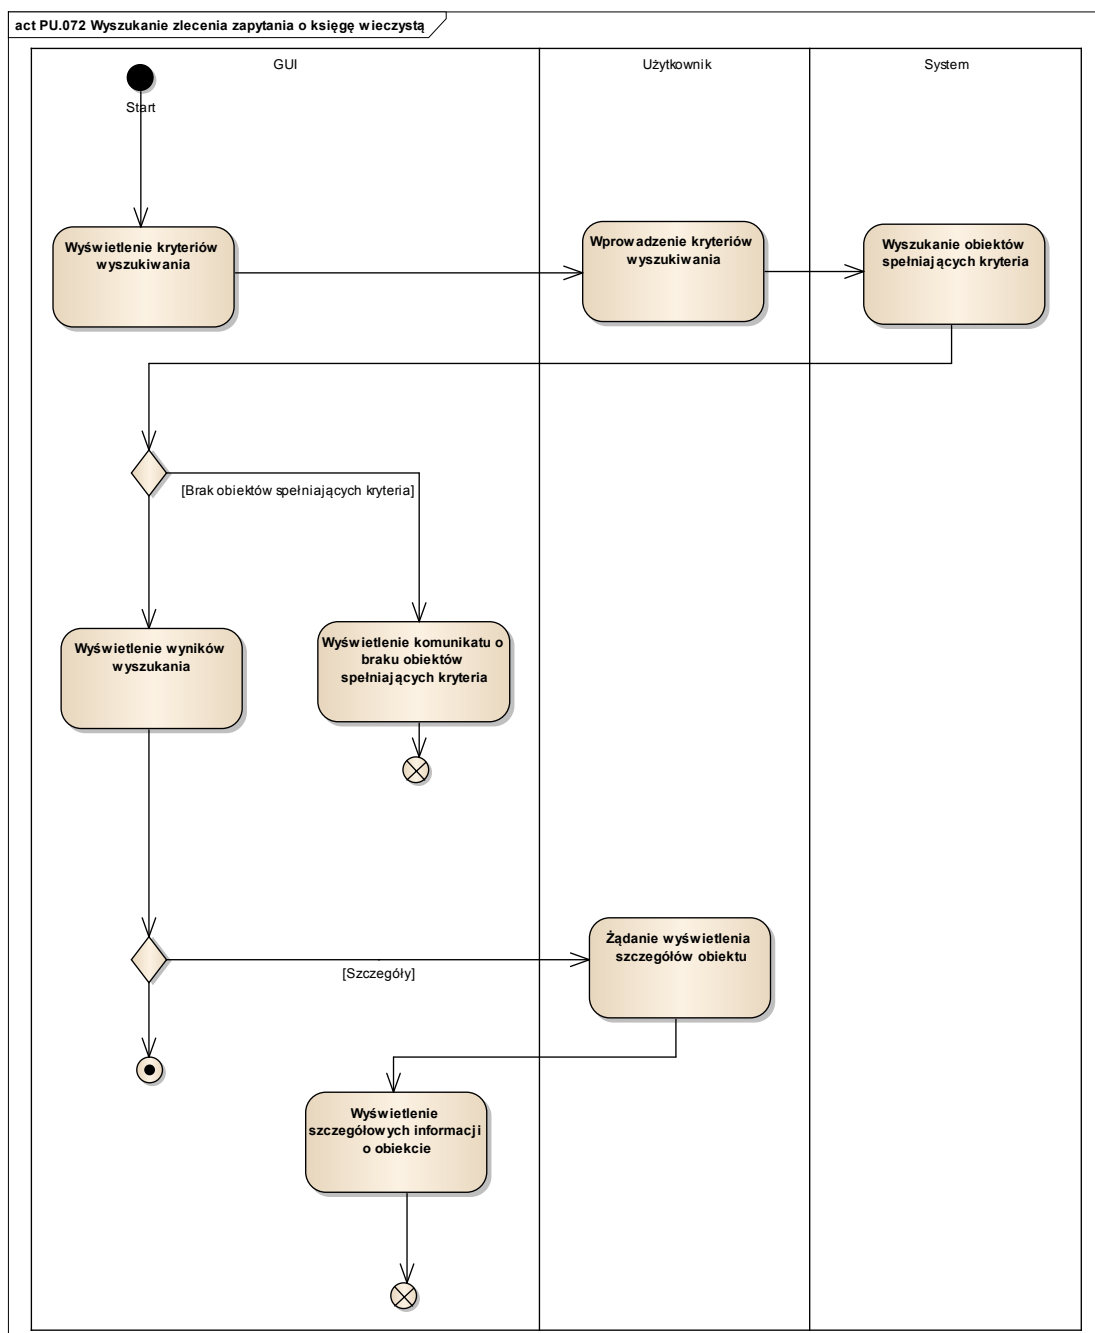 act PU.072 Wyszukanie zlecenia zapytania o księgę wieczystą
GUI
Użytkownik
System
Start
Wyświetlenie kryteriów
wyszukiwania
Wprowadzenie kryteriów
wyszukiwania
Wyszukanie obiektów
spełniających kryteria
[Brak obiektów spełniających kryteria]
Wyświetlenie wyników
wyszukania
Wyświetlenie komunikatu o
braku obiektów
spełniających kryteria
Żądanie wyświetlenia
szczegółów obiektu
[Szczegóły]
Wyświetlenie
szczegółowych informacji
o obiekcie